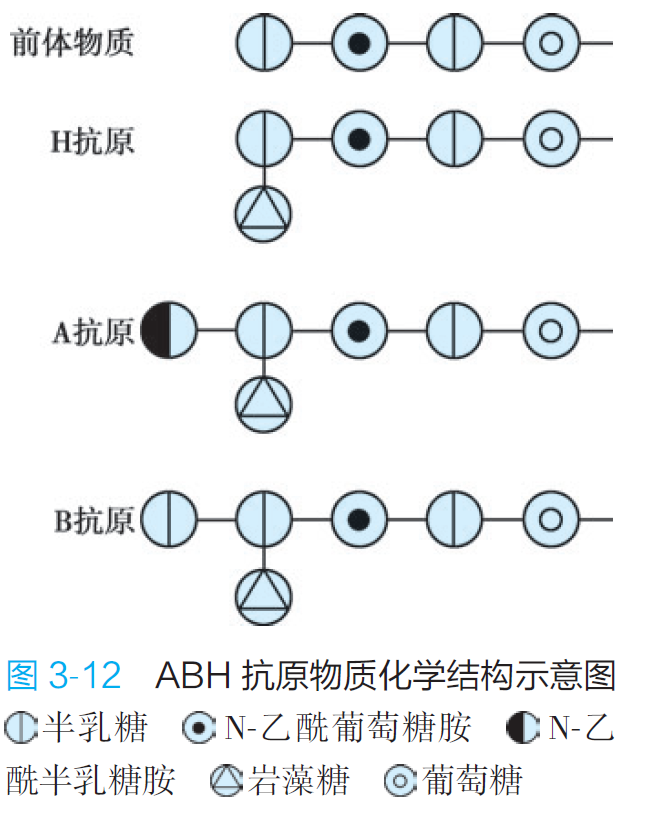 前体物质
H抗原
A抗原
B抗原
图 3-12 ABH 抗原物质化学结构示意图
半乳糖 N-乙酰葡萄糖胺 N-乙
酰半乳糖胺 岩藻糖 葡萄糖